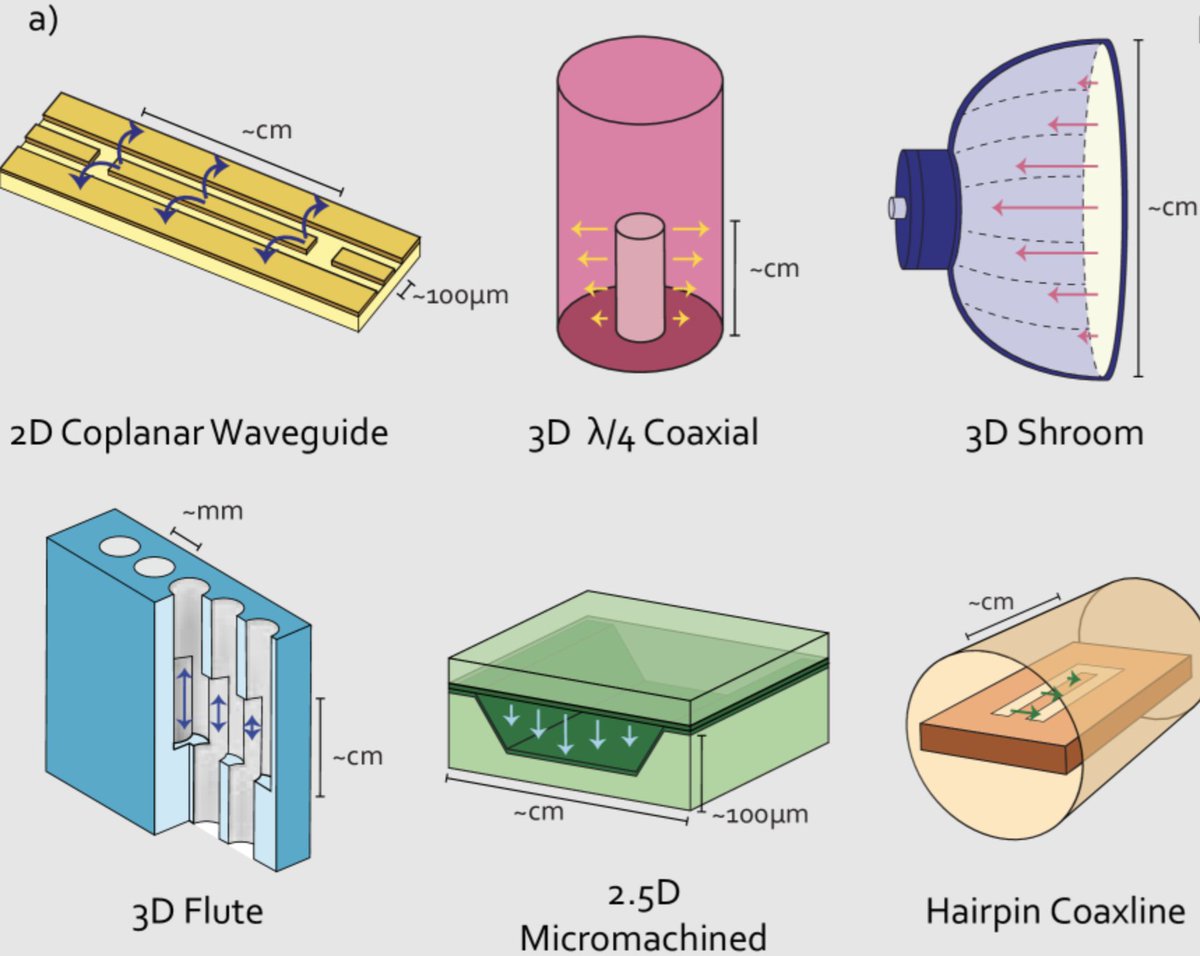 a)
~cm
~100μm
2D Coplanar Waveguide
~cm
3D λ/4 Coaxial
~cm
3D Shroom
~mm
~cm
3D Flute
~cm
~100μm
2.5D
Micromachined
~cm
Hairpin Coaxline